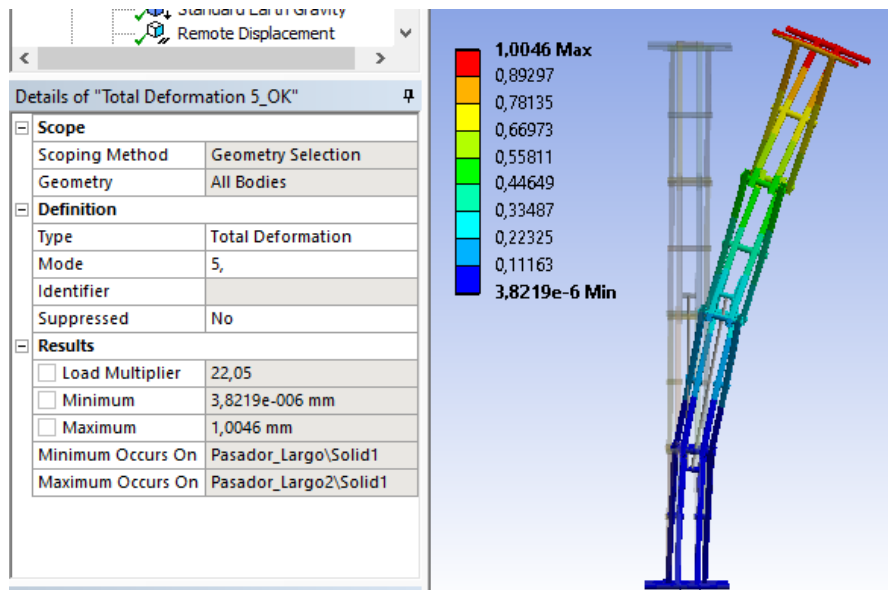 Standard Earth Gravity
Remote Displacement
Details of "Total Deformation 5_OK"
Scope
Scoping Method Geometry Selection
Geometry All Bodies
Definition
Type Total Deformation
Mode 5,
Identifier
Suppressed No
Results
Load Multiplier 22,05
Minimum 3,8219e-006 mm
Maximum 1,0046 mm
Minimum Occurs On Pasador_Largo\Solid1
Maximum Occurs On Pasador_Largo2\Solid1
1,0046 Max
0,89297
0,78135
0,66973
0,55811
0,44649
0,33487
0,22325
0,11163
3,8219e-6 Min